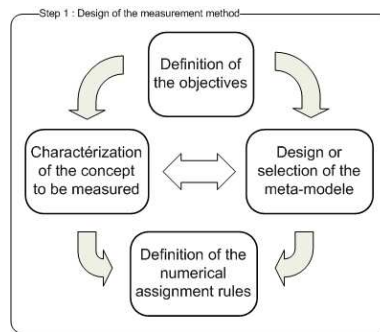 Step 1 : Design of the measurement method
Definition of
the objectives
Charactérization
of the concept
to be measured
Design or
selection of the
meta-modele
Definition of the
numerical
assignment rules